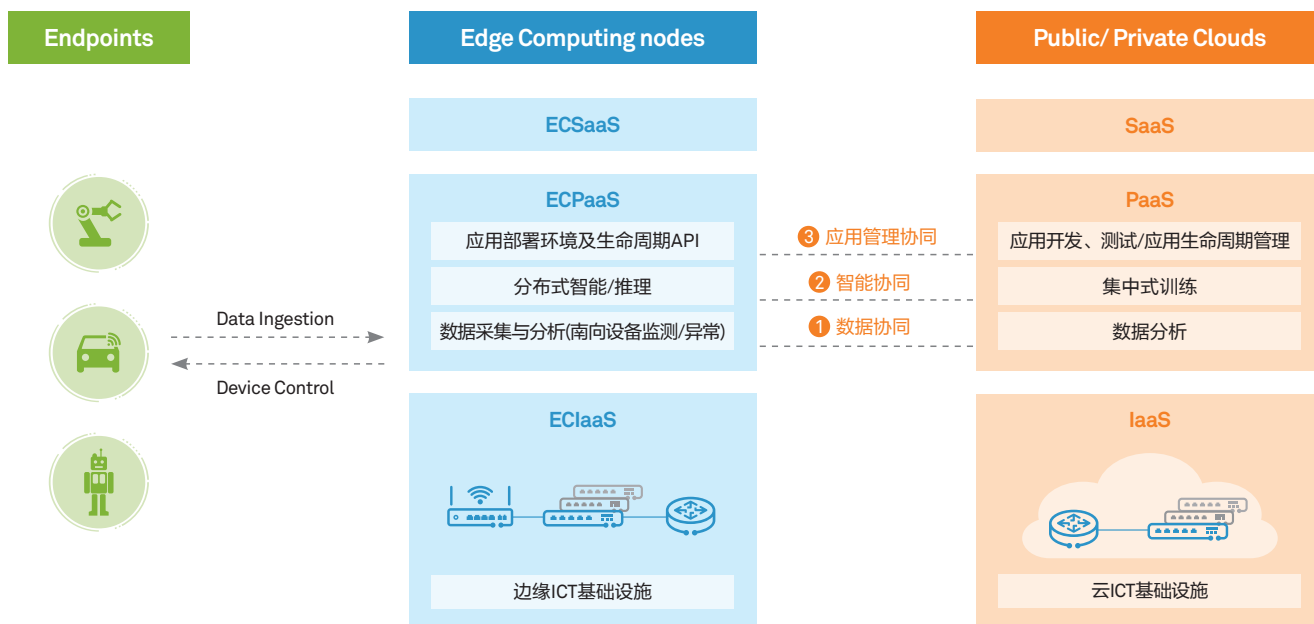 Endpoints
Edge Computing nodes
Public/ Private Clouds
ECSaaS
SaaS
ECPaaS
PaaS
应用部署环境及生命周期API
❸ 应用管理协同
应用开发、测试/应用生命周期管理
分布式智能/推理
❷ 智能协同
集中式训练
Data Ingestion
数据采集与分析(南向设备监测/异常)
❶ 数据协同
数据分析
Device Control
ECIaaS
IaaS
边缘ICT基础设施
云ICT基础设施